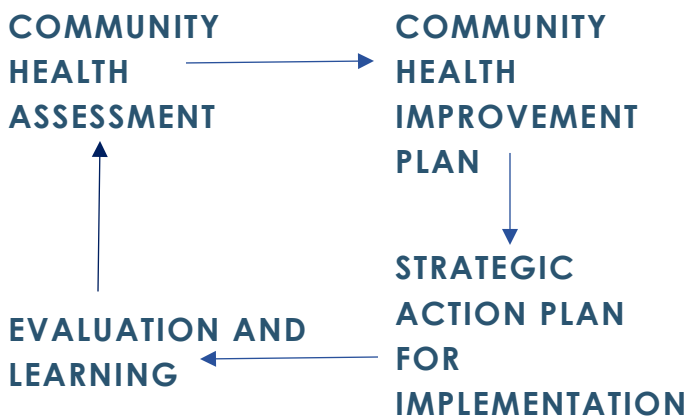 COMMUNITY
HEALTH
ASSESSMENT
COMMUNITY
HEALTH
IMPROVEMENT
PLAN
STRATEGIC
ACTION PLAN
FOR
IMPLEMENTATION
EVALUATION AND
LEARNING